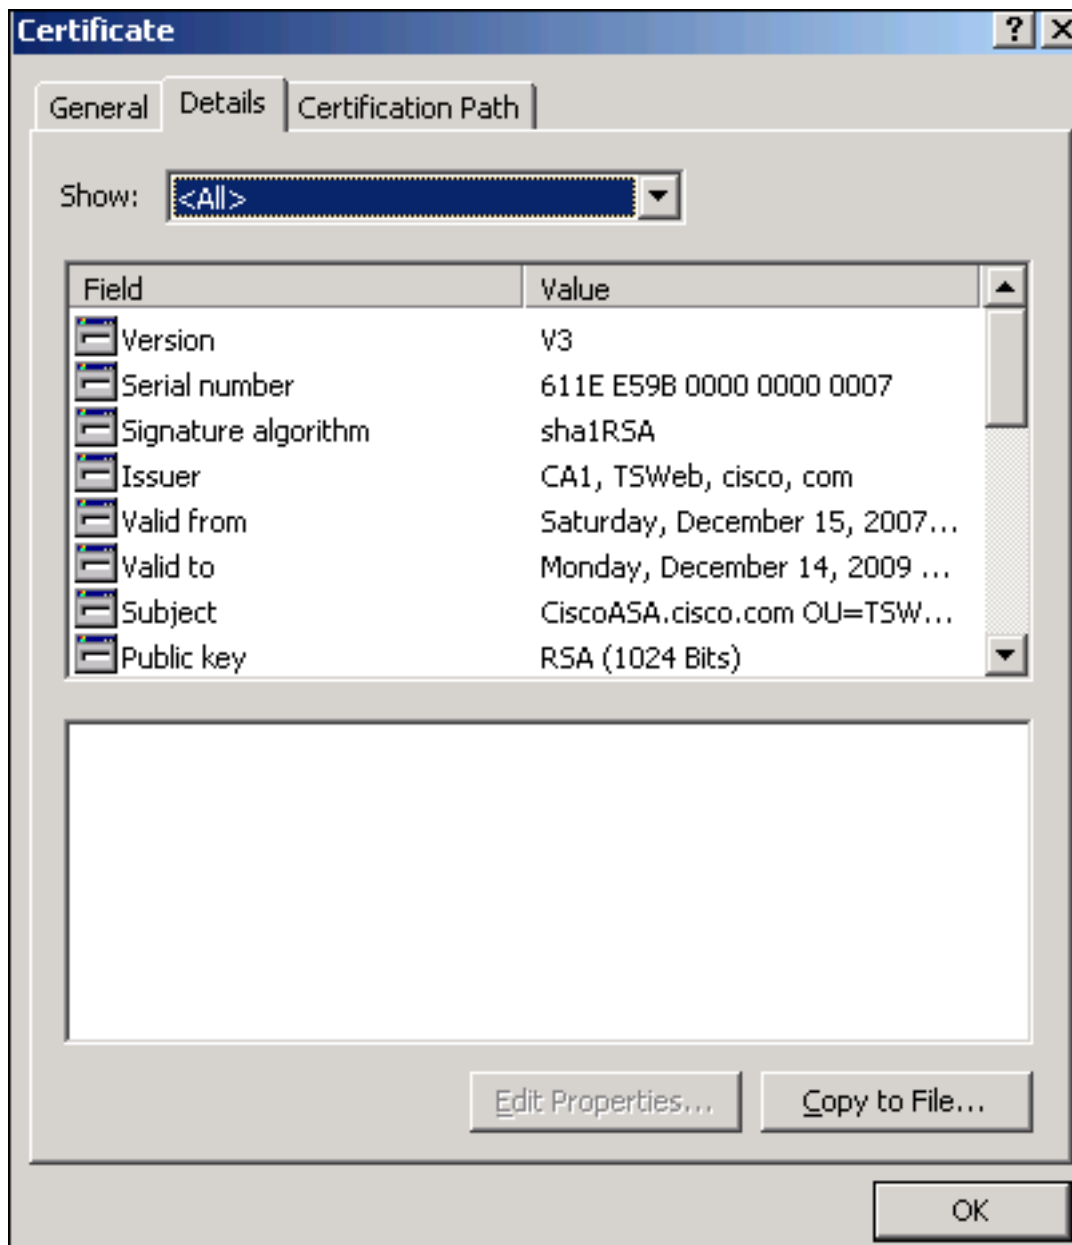 Certificate
General Details Certification Path
Show: <All>
Field Value
Version V3
Serial number 611E E59B 0000 0000 0007
Signature algorithm sha1RSA
Issuer CA1, TSWeb, cisco, com
Valid from Saturday, December 15, 2007...
Valid to Monday, December 14, 2009 ...
Subject CiscoASA.cisco.com OU=TSW...
Public key RSA (1024 Bits)
Edit Properties... Copy to File...
OK